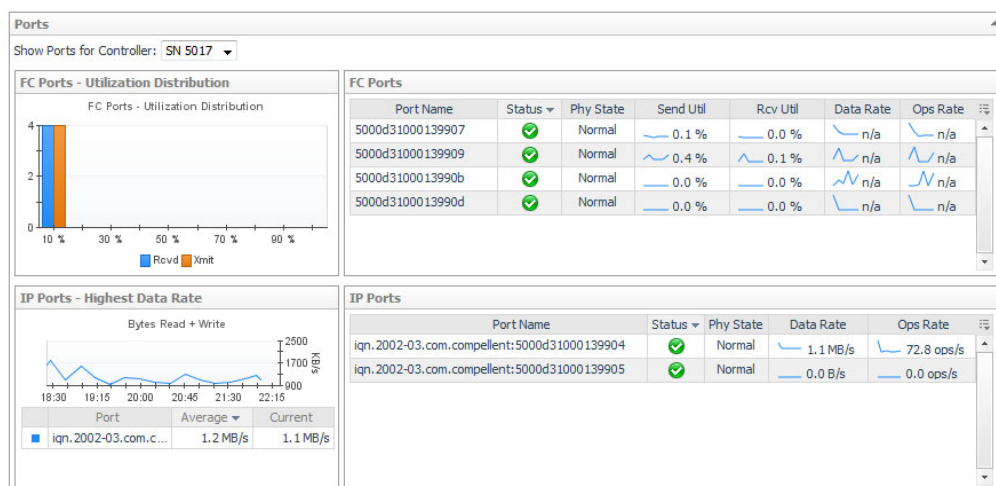 Ports
Show Ports for Controller: SN 5017
FC Ports - Utilization Distribution
FC Ports - Utilization Distribution
4
2
0
10 % 30 % 50 % 70 % 90 %
Rcvd Xmit
FC Ports
Port Name Status Phy State Send Util Rcv Util Data Rate Ops Rate
5000d31000139907 Normal 0.1 % 0.0 % n/a n/a
5000d31000139909 Normal 0.4 % 0.1 % n/a n/a
5000d3100013990b Normal 0.0 % 0.0 % n/a n/a
5000d3100013990d Normal 0.0 % 0.0 % n/a n/a
IP Ports - Highest Data Rate
Bytes Read + Write
2500
1700
900
KB/s
18:30 19:15 20:00 20:45 21:30 22:15
Port Average Current
iqn.2002-03.com.c... 1.2 MB/s 1.1 MB/s
IP Ports
Port Name Status Phy State Data Rate Ops Rate
iqn.2002-03.com.compellent:5000d31000139904 Normal 1.1 MB/s 72.8 ops/s
iqn.2002-03.com.compellent:5000d31000139905 Normal 0.0 B/s 0.0 ops/s